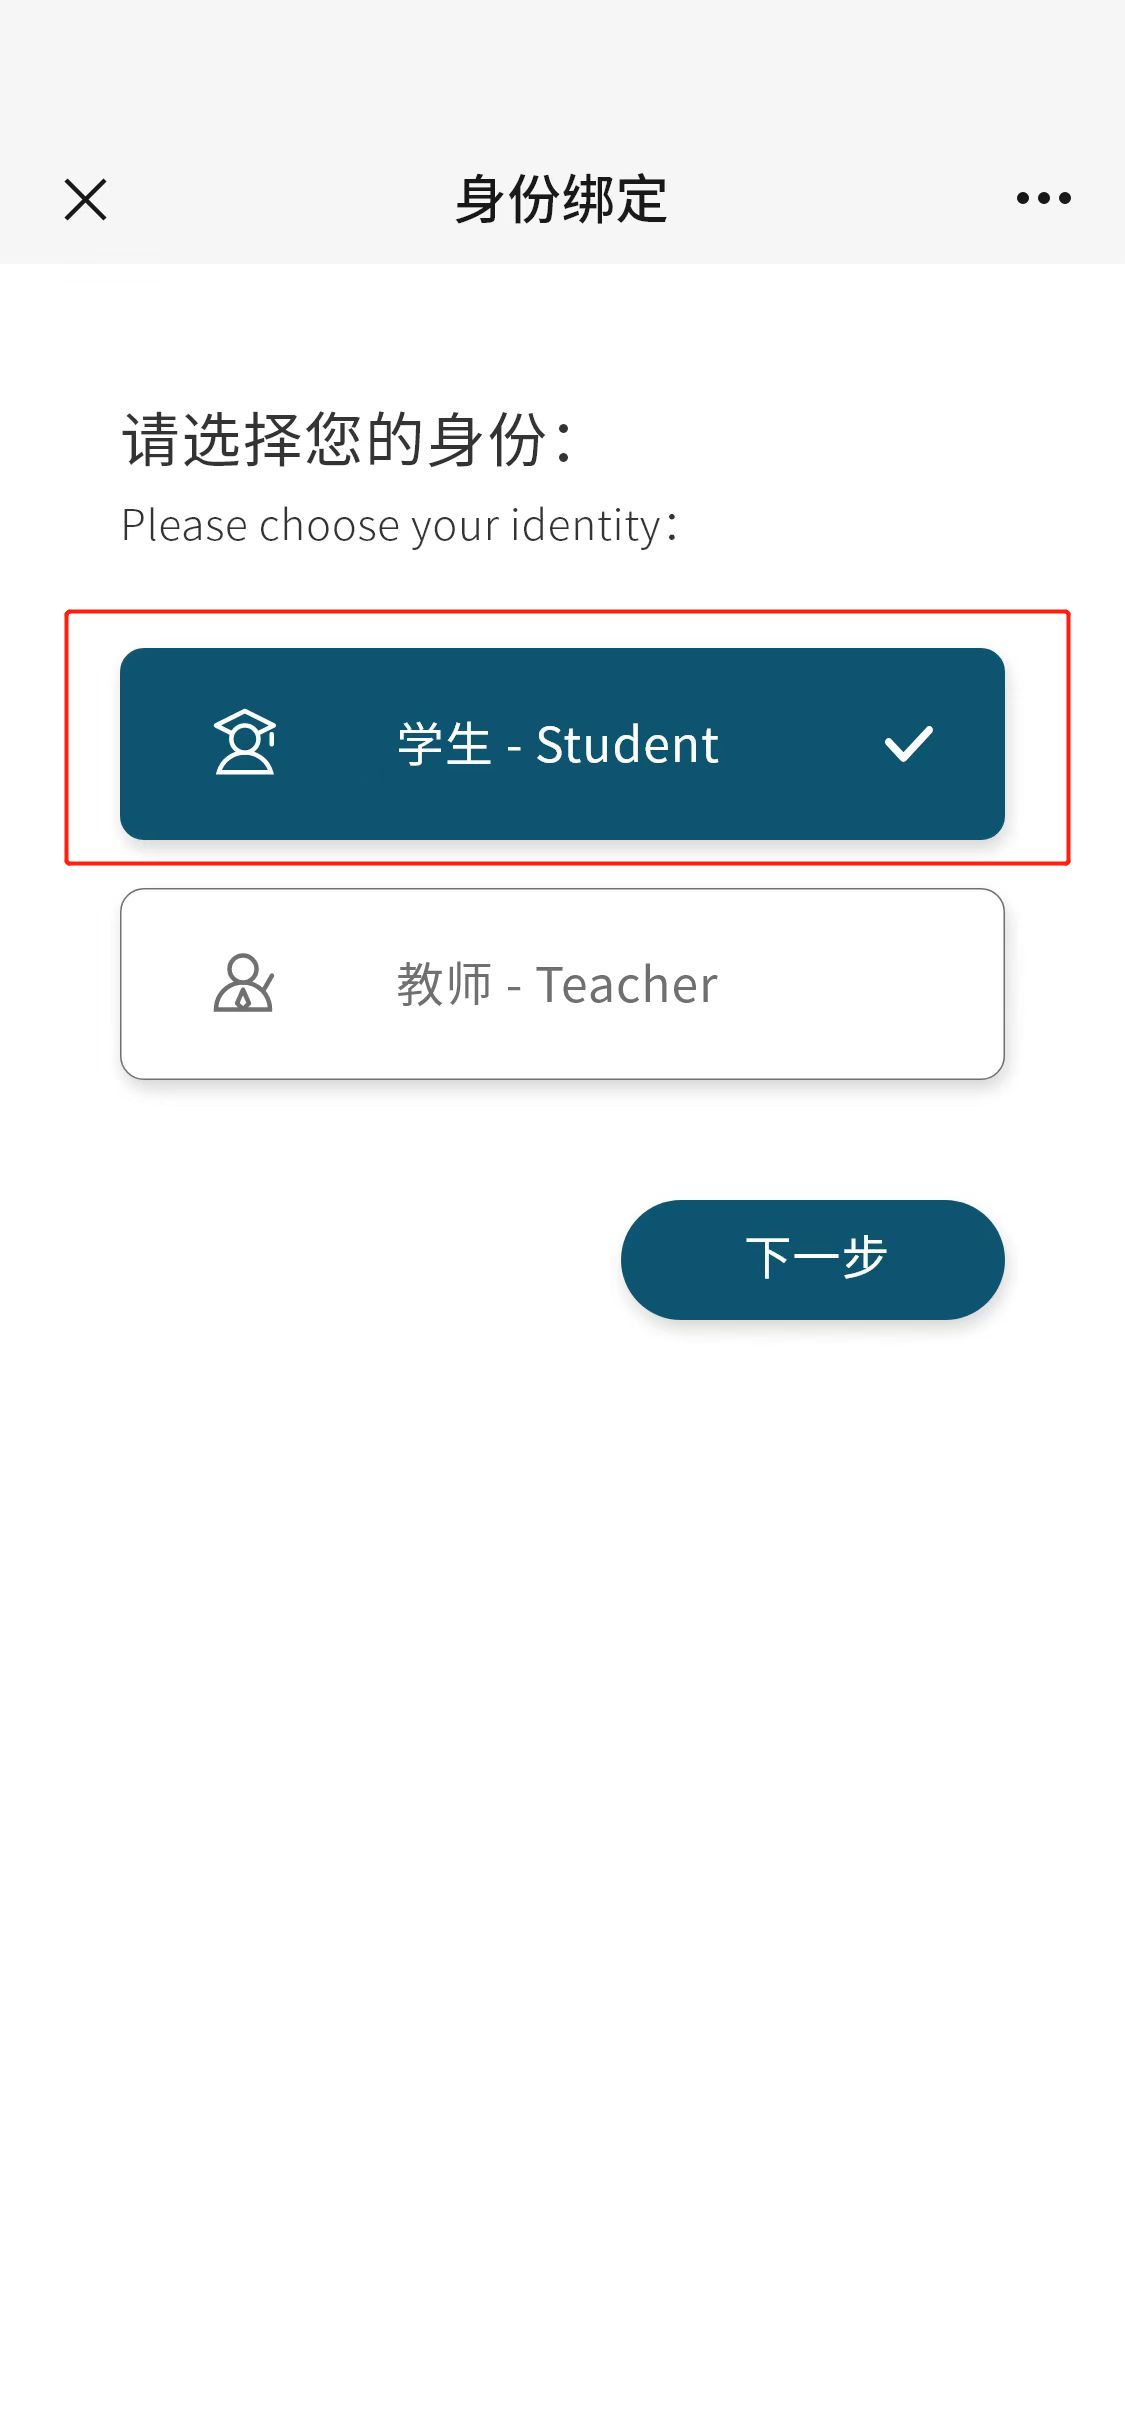 身份绑定
请选择您的身份：
Please choose your identity：
学生 - Student
教师 - Teacher
下一步